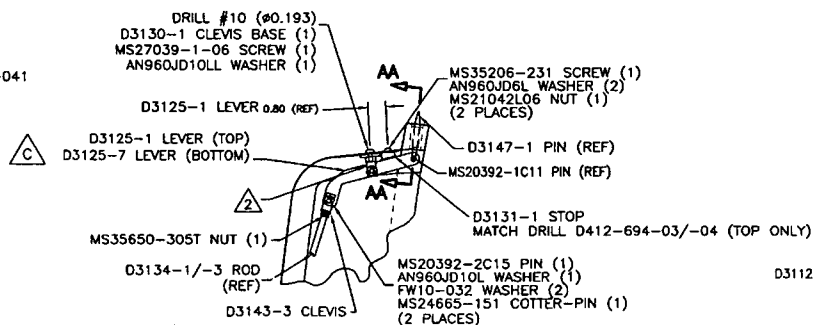 DRILL #10 (ø0.193)
D3130-1 CLEVIS BASE (1)
MS27039-1-06 SCREW (1)
AN960JD10LL WASHER (1)
-041
AA
MS35206-231 SCREW (1)
AN960JD6L WASHER (2)
MS21042L06 NUT (1)
(2 PLACES)
D3125-1 LEVER 0.80 (REF)
C
D3125-1 LEVER (TOP)
D3125-7 LEVER (BOTTOM)
D3147-1 PIN (REF)
MS20392-1C11 PIN (REF)
AA
2
D3131-1 STOP
MATCH DRILL D412-694-03/-04 (TOP ONLY)
MS35650-305T NUT (1)
D3134-1/-3 ROD
(REF)
D3143-3 CLEVIS
MS20392-2C15 PIN (1)
AN960JD10L WASHER (1)
FW10-032 WASHER (2)
MS24665-151 COTTER-PIN (1)
(2 PLACES)
D3112